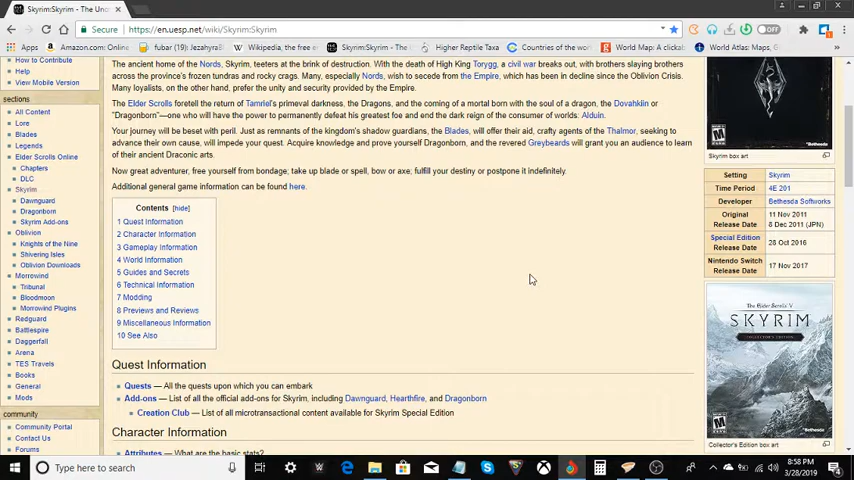 Skyrim:Skyrim - The Uno
Secure
https://en.uesp.net/wiki/Skyrim:Skyrim
OFF
Apps
Amazon.com: Online
fubar (19): Jezahyra8
Wikipedia, the free e
Skyrim:Skyrim - The
Higher Reptile Taxa
Countries of the wo
World Map: A clickal
World Atlas: Maps, G
How to Contribute
Help
View Mobile Version
sections
All Content
Lore
Blades
Legends
Elder Scrolls Online
Chapters
DLC
Skyrim
Dawnguard
Dragonborn
Skyrim Add-ons
Oblivion
Knights of the Nine
Shivering Isles
Oblivion Downloads
Morrowind
Tribunal
Bloodmoon
Morrowind Plugins
Redguard
Battlespire
Daggerfall
Arena
TES Travels
Books
General
Mods
community
Community Portal
Contact Us
Forums
The ancient home of the Nords, Skyrim, teeters at the brink of destruction. With the death of High King Torygg, a civil war breaks out, with brothers slaying brothers
across the province's frozen tundras and rocky crags. Many, especially Nords, wish to secede from the Empire, which has been in decline since the Oblivion Crisis.
Many loyalists, on the other hand, prefer the unity and security provided by the Empire.
The Elder Scrolls foretell the return of Tamriel's primeval darkness, the Dragons, and the coming of a mortal born with the soul of a dragon, the Dovahkiin or
"Dragonborn"—one who will have the power to permanently defeat his greatest foe and end the dark reign of the consumer of worlds: Alduin.
Your journey will be beset with peril. Just as remnants of the kingdom's shadow guardians, the Blades, will offer their aid, crafty agents of the Thalmor, seeking to
advance their own cause, will impede your quest. Acquire knowledge and prove yourself Dragonborn, and the revered Greybeards will grant you an audience to learn
of their ancient Draconic arts.
Now great adventurer, free yourself from bondage; take up blade or spell, bow or axe; fulfill your destiny or postpone it indefinitely.
Additional general game information can be found here.
Contents [hide]
1 Quest Information
2 Character Information
3 Gameplay Information
4 World Information
5 Guides and Secrets
6 Technical Information
7 Modding
8 Previews and Reviews
9 Miscellaneous Information
10 See Also
Quest Information
Quests — All the quests upon which you can embark
Add-ons — List of all the official add-ons for Skyrim, including Dawnguard, Hearthfire, and Dragonborn
Creation Club — List of all microtransactional content available for Skyrim Special Edition
Character Information
Attributes — What are the basic stats?
Bethesda
Skyrim box art
Setting Skyrim
Time Period 4E 201
Developer Bethesda Softworks
Original Release Date 11 Nov 2011
8 Dec 2011 (JPN)
Special Edition Release Date 28 Oct 2016
Nintendo Switch Release Date 17 Nov 2017
The Elder Scrolls V
SKYRIM
COLLECTOR'S EDITION
Bethesda
Collector's Edition box art
Type here to search
8:58 PM
3/28/2019